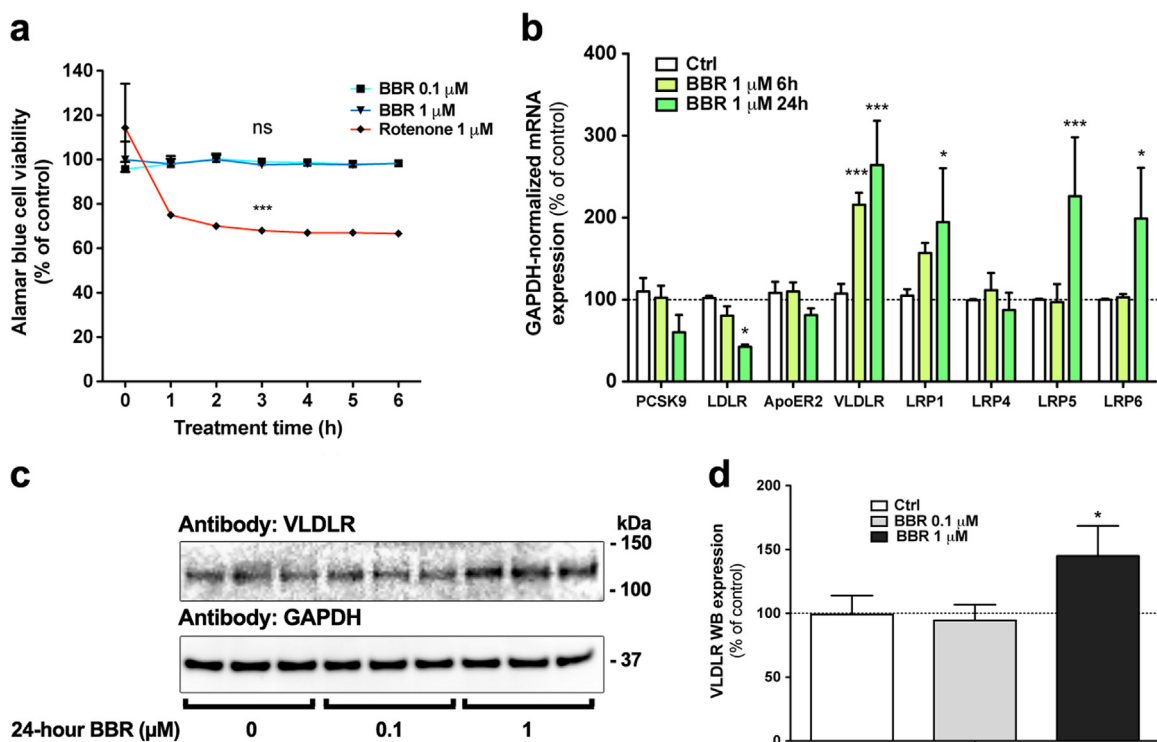 a
Alamar blue cell viability
(% of control)
140
120
100
80
60
40
20
0
BBR 0.1 μM
BBR 1 μM
Rotenone 1 μM
ns
***
0 1 2 3 4 5 6
Treatment time (h)
b
GAPDH-normalized mRNA
expression (% of control)
400
300
200
100
0
Ctrl
BBR 1 μM 6h
BBR 1 μM 24h
* *** *** * *** *
PCSK9 LDLR ApoER2 VLDLR LRP1 LRP4 LRP5 LRP6
c
Antibody: VLDLR
kDa
- 150
- 100
Antibody: GAPDH
- 37
24-hour BBR (μM) 0 0.1 1
d
VLDLR WB expression
(% of control)
200
150
100
50
0
Ctrl
BBR 0.1 μM
BBR 1 μM
*